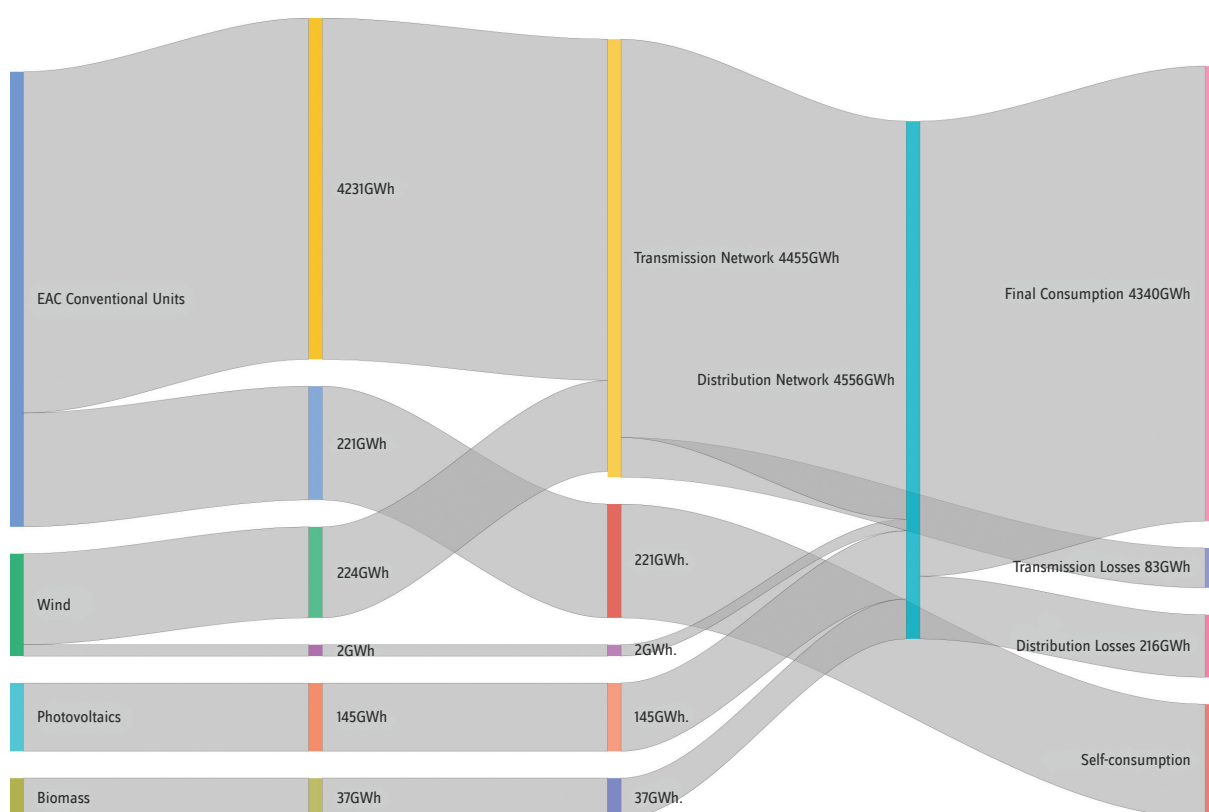 EAC Conventional Units
Wind
Photovoltaics
Biomass
4231GWh
221GWh
224GWh
2GWh
145GWh
37GWh
Transmission Network 4455GWh
221GWh.
2GWh.
145GWh.
37GWh.
Distribution Network 4556GWh
Final Consumption 4340GWh
Transmission Losses 83GWh
Distribution Losses 216GWh
Self-consumption